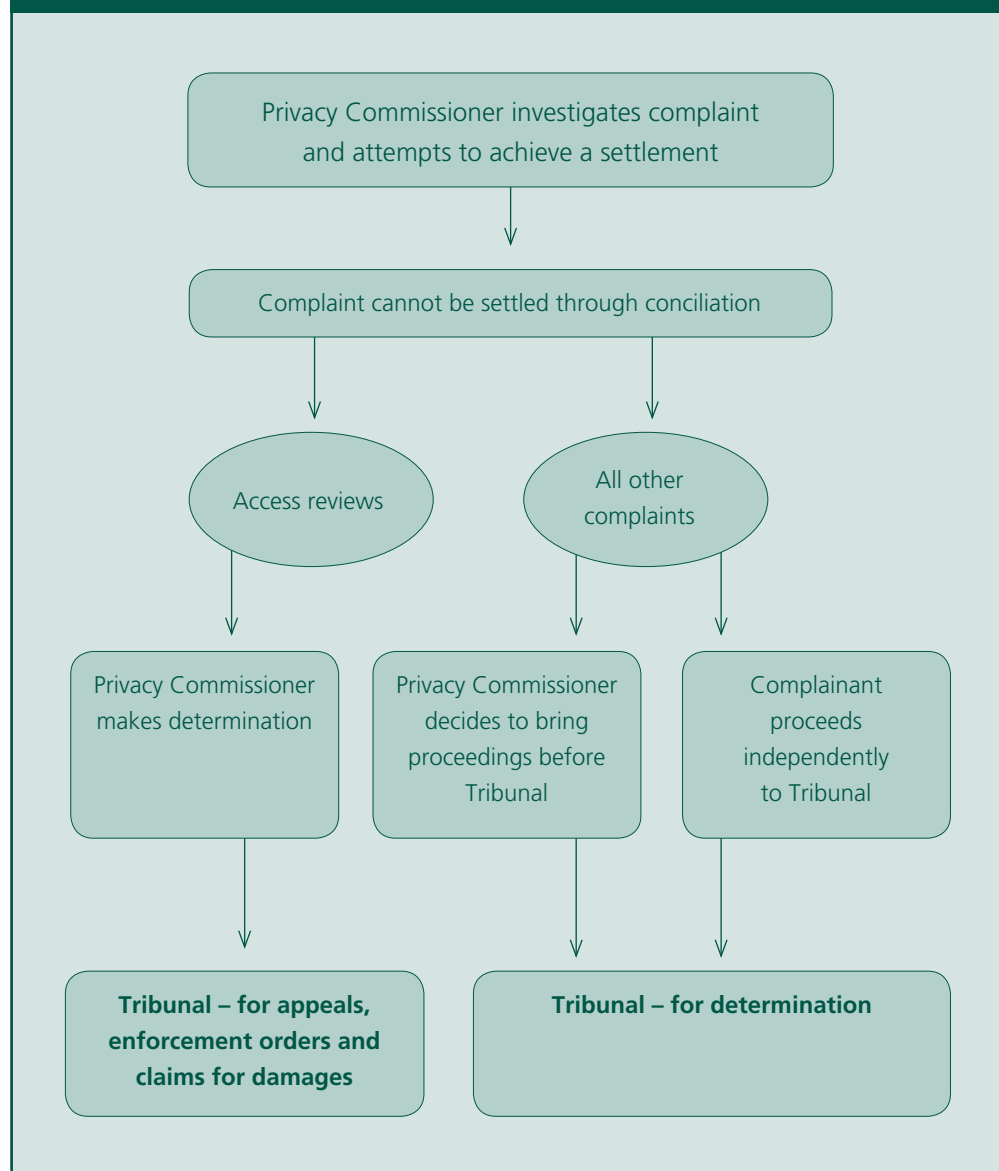 Privacy Commissioner investigates complaint
and attempts to achieve a settlement
Complaint cannot be settled through conciliation
Access reviews
All other
complaints
Privacy Commissioner
makes determination
Privacy Commissioner
decides to bring
proceedings before
Tribunal
Complainant
proceeds
independently
to Tribunal
Tribunal – for appeals,
enforcement orders and
claims for damages
Tribunal – for determination